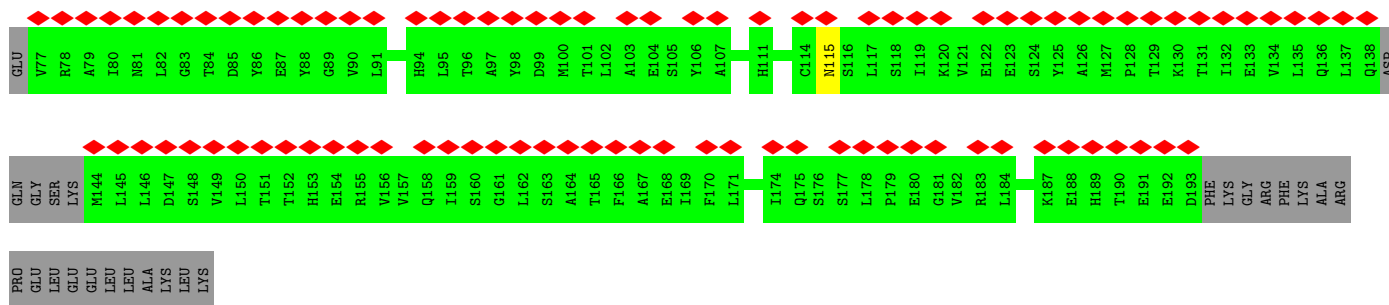 GLU V77 R78 A79 I80 N81 L82 G83 T84 D85 Y86 E87 Y88 G89 V90 L91 H94 L95 T96 A97 Y98 D99 M100 T101 L102 A103 E104 S105 Y106 A107 H111 C114 N115 S116 L117 S118 I119 K120 V121 E122 E123 S124 Y125 A126 M127 P128 T129 K130 T131 I132 E133 V134 L135 Q136 L137 Q138 ASP
GLN GLY SER LYS M144 L145 L146 D147 S148 V149 L150 T151 T152 H153 E154 R155 V156 V157 Q158 I159 S160 G161 L162 S163 A164 T165 F166 A167 E168 I169 F170 L171 I174 Q175 S176 S177 L178 P179 E180 G181 V182 R183 L184 K187 E188 H189 T190 E191 E192 D193 PHE LYS GLY ARG PHE LYS ALA ARG
PRO GLU LEU GLU GLU LEU LEU ALA LYS LEU LYS